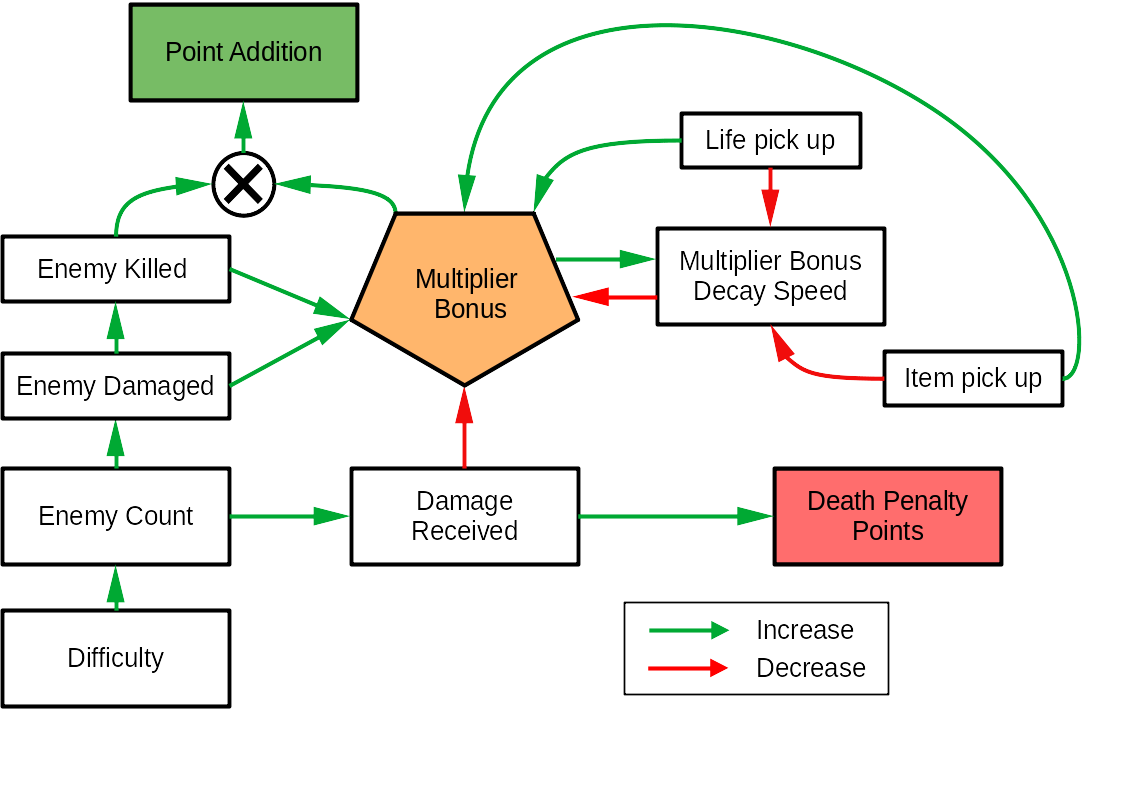 Point Addition
Life pick up
Enemy Killed
Multiplier
Bonus
Multiplier Bonus
Decay Speed
Enemy Damaged
Item pick up
Enemy Count
Damage
Received
Death Penalty
Points
Difficulty
Increase
Decrease